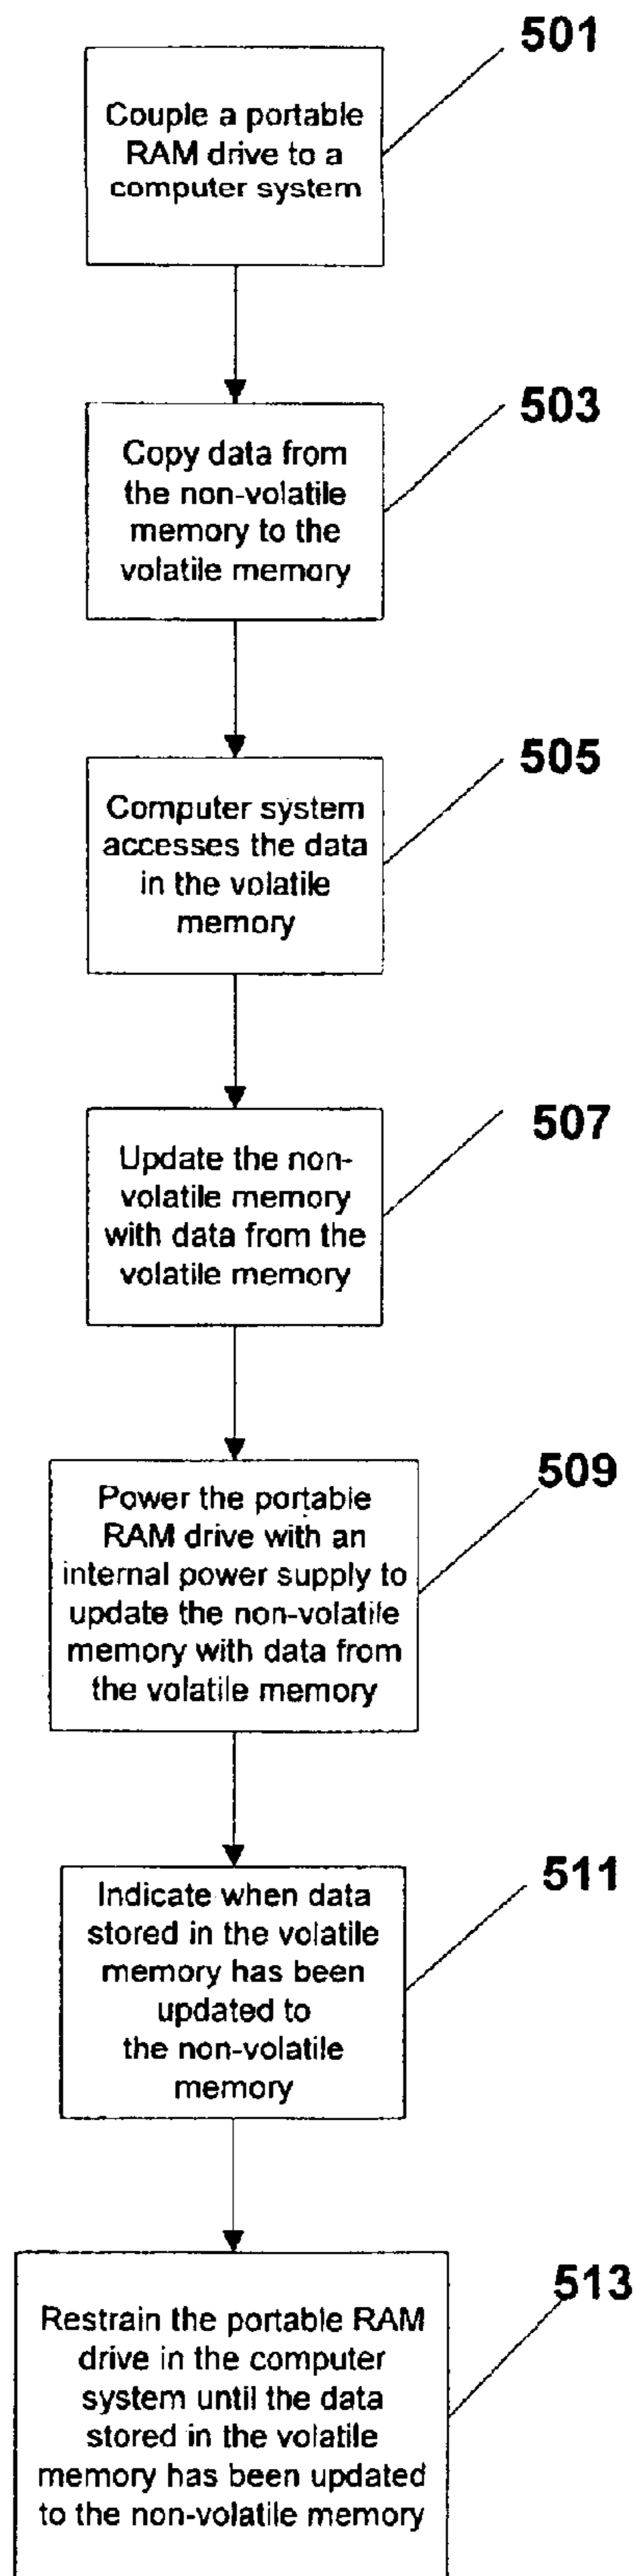 501
Couple a portable
RAM drive to a
computer system
503
Copy data from
the non-volatile
memory to the
volatile memory
505
Computer system
accesses the data
in the volatile
memory
507
Update the non-
volatile memory
with data from the
volatile memory
509
Power the portable
RAM drive with an
internal power supply to
update the non-volatile
memory with data from
the volatile memory
511
Indicate when data
stored in the volatile
memory has been
updated to
the non-volatile
memory
513
Restrain the portable RAM
drive in the computer
system until the data
stored in the volatile
memory has been updated
to the non-volatile memory